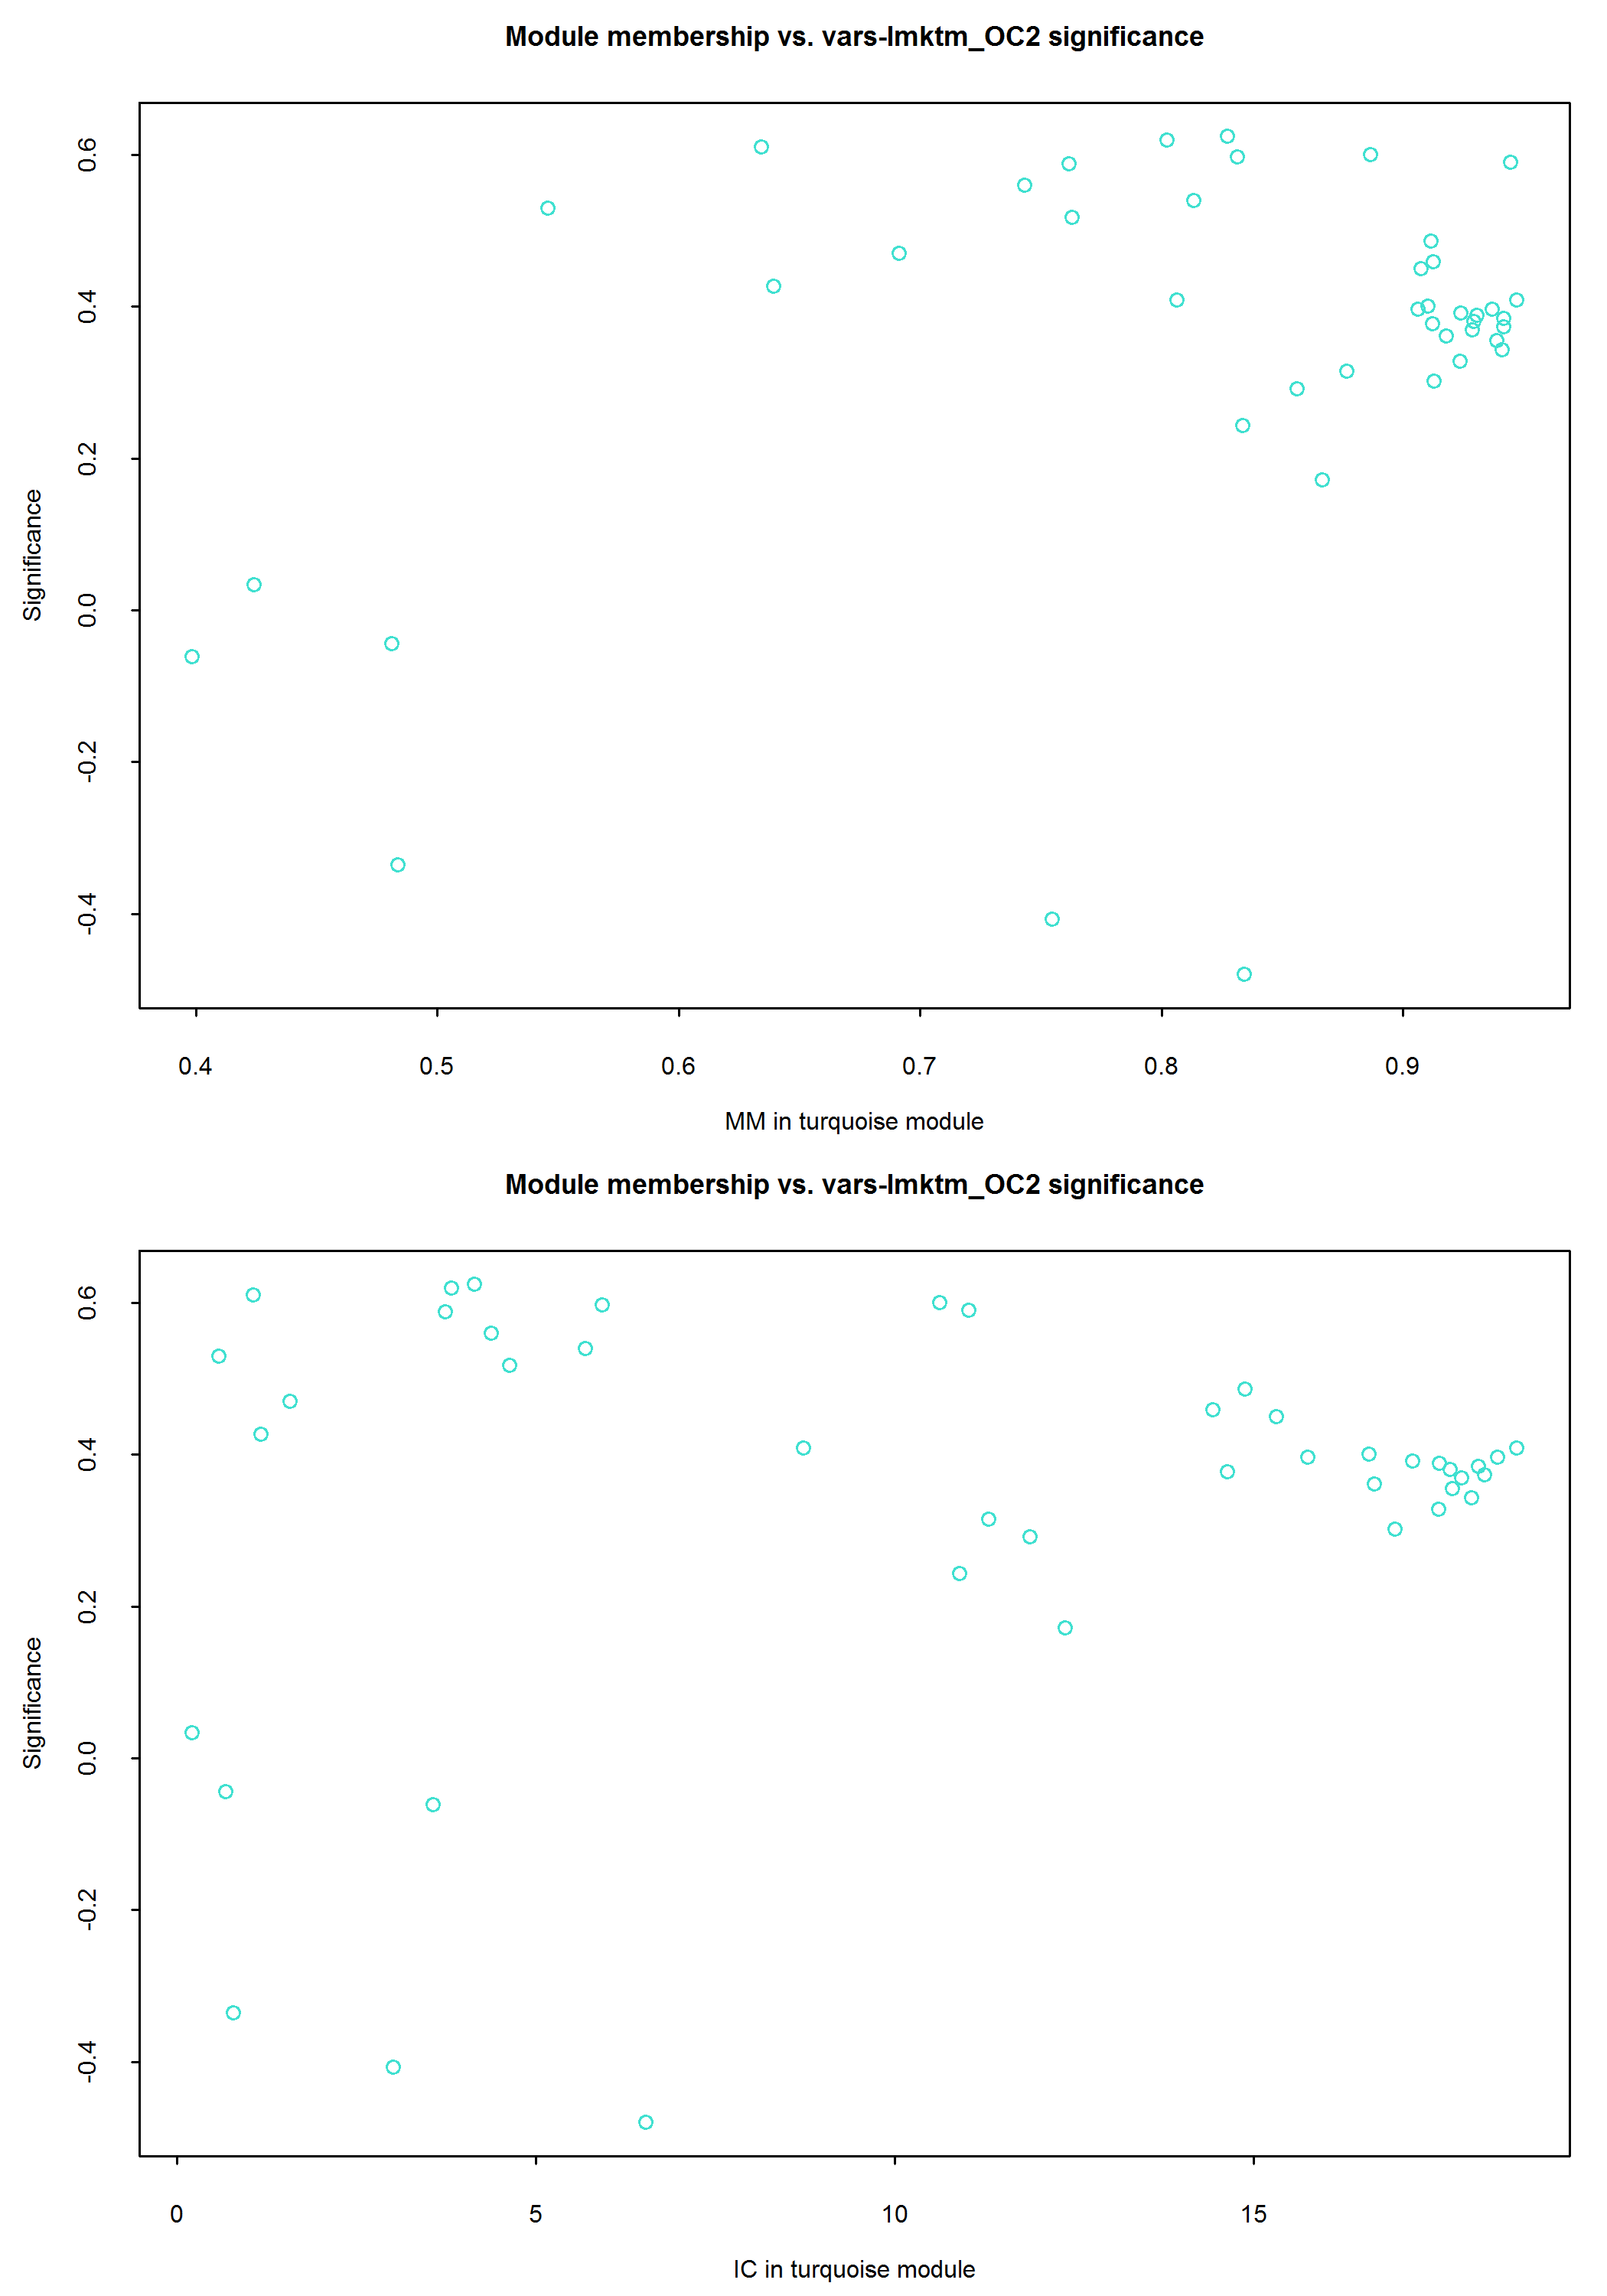 Module membership vs. vars-lmktm_OC2 significance
0.6
0.4
0.2
0.0
-0.2
-0.4
Significance
0.4 0.5 0.6 0.7 0.8 0.9
MM in turquoise module
Module membership vs. vars-lmktm_OC2 significance
0.6
0.4
0.2
0.0
-0.2
-0.4
Significance
0 5 10 15
IC in turquoise module